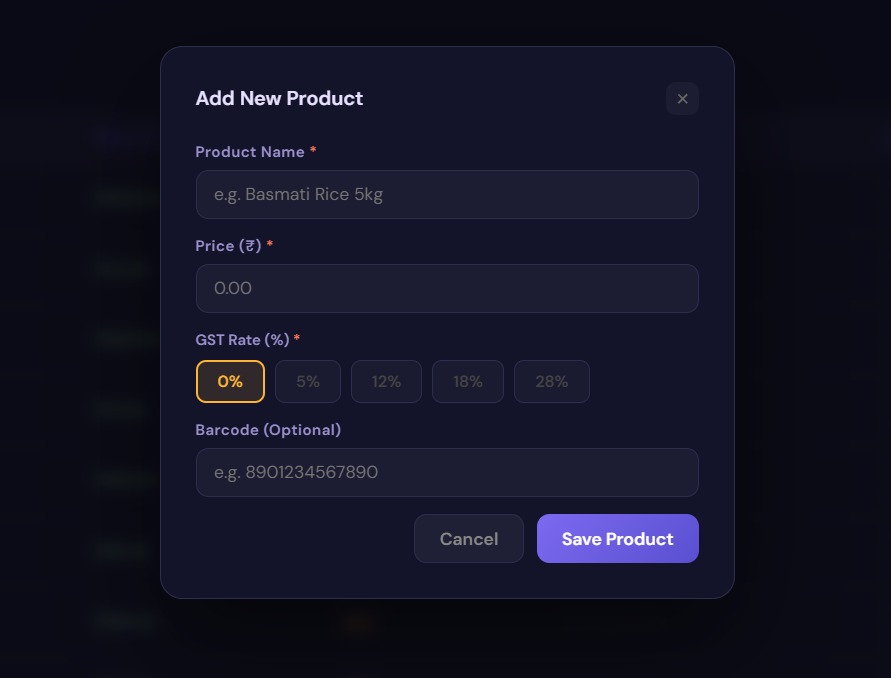 Add New Product ×
Product Name *
e.g. Basmati Rice 5kg
Price (₹) *
0.00
GST Rate (%) *
0% 5% 12% 18% 28%
Barcode (Optional)
e.g. 8901234567890
Cancel Save Product